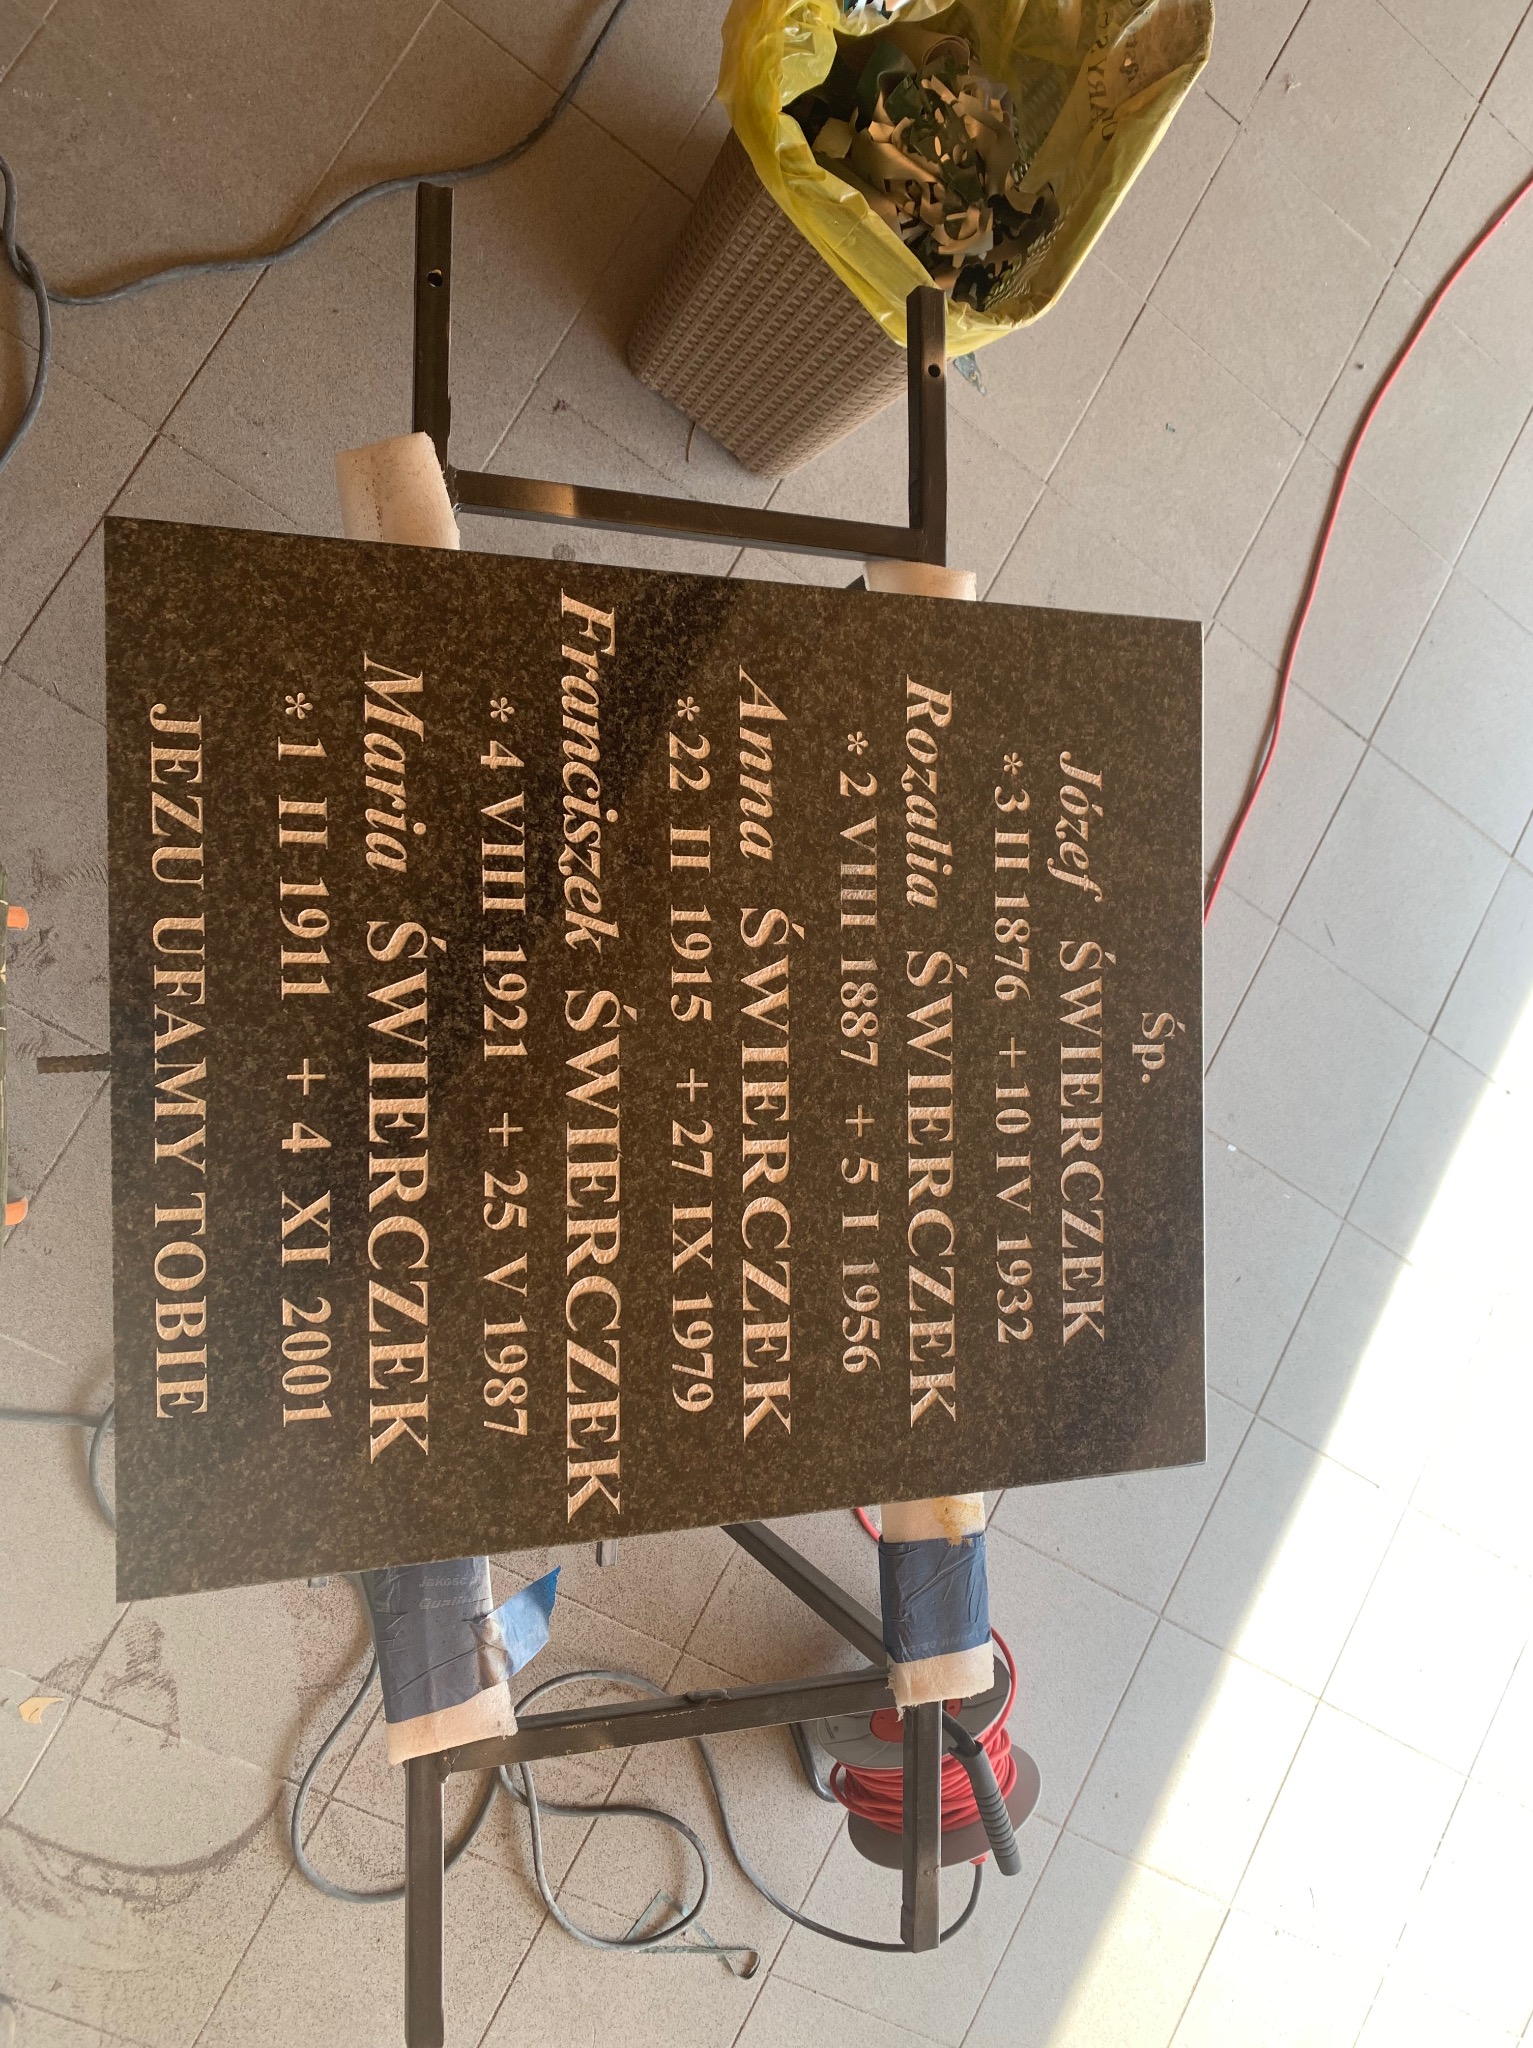 Śp.
Józef ŚWIERCZEK
* 3 II 1876 + 10 IV 1932
Rozalia ŚWIERCZEK
* 2 VIII 1887 + 5 I 1956
Anna ŚWIERCZEK
* 22 II 1915 + 27 IX 1979
Franciszek ŚWIERCZEK
* 4 VIII 1921 + 25 V 1987
Maria ŚWIERCZEK
* 1 III 1911 + 4 XI 2001
JEZU UFAMY TOBIE
Jakość